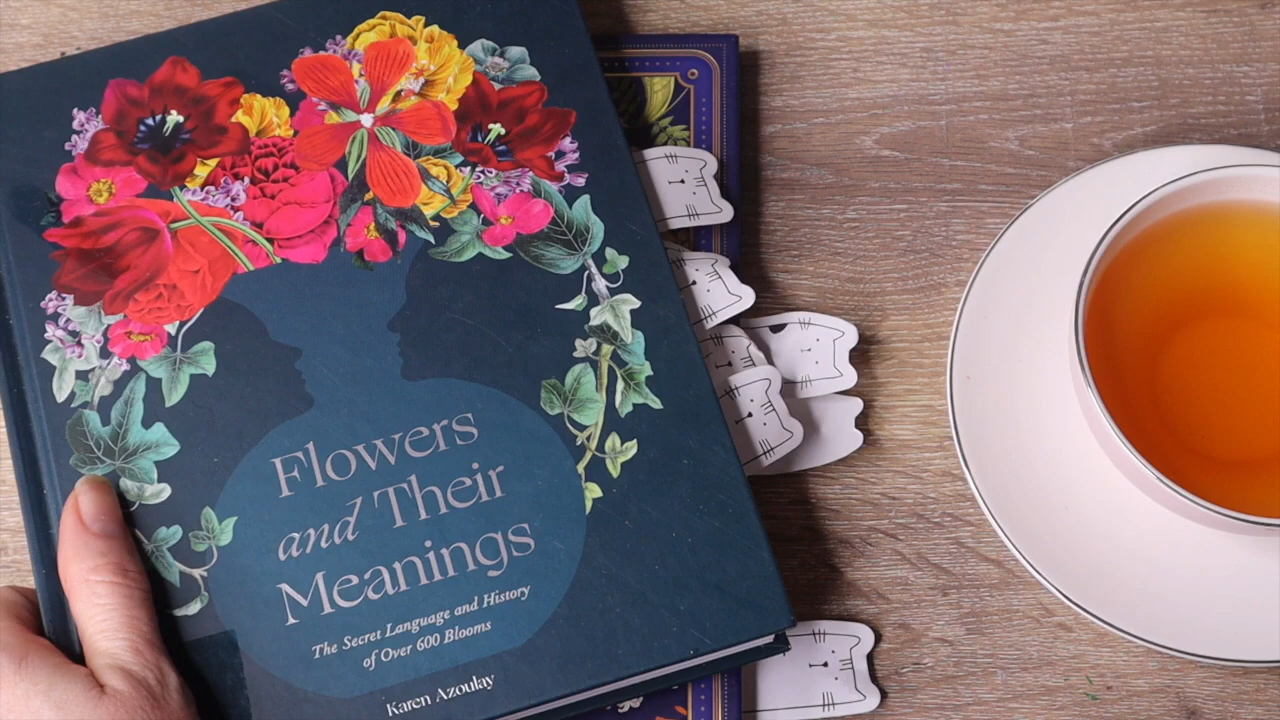 Flowers
and Their
Meanings
The Secret Language and History
of Over 600 Blooms
Karen Azoulay